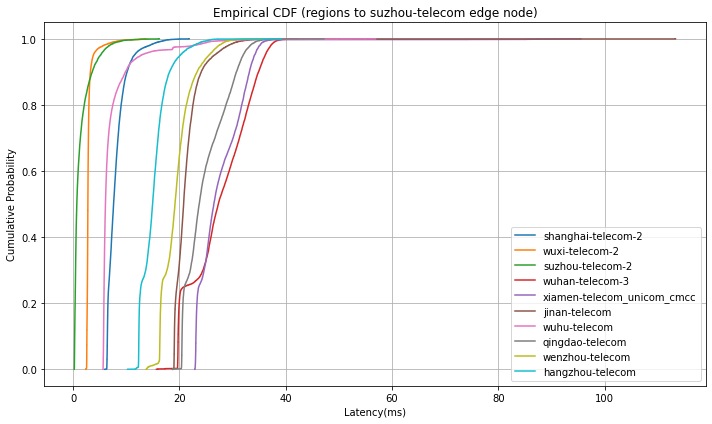 Empirical CDF (regions to suzhou-telecom edge node)
1.0
0.8
0.6
0.4
0.2
0.0
Cumulative Probability
0
20
40
60
80
100
Latency(ms)
shanghai-telecom-2
wuxi-telecom-2
suzhou-telecom-2
wuhan-telecom-3
xiamen-telecom_unicom_cmcc
jinan-telecom
wuhu-telecom
qingdao-telecom
wenzhou-telecom
hangzhou-telecom